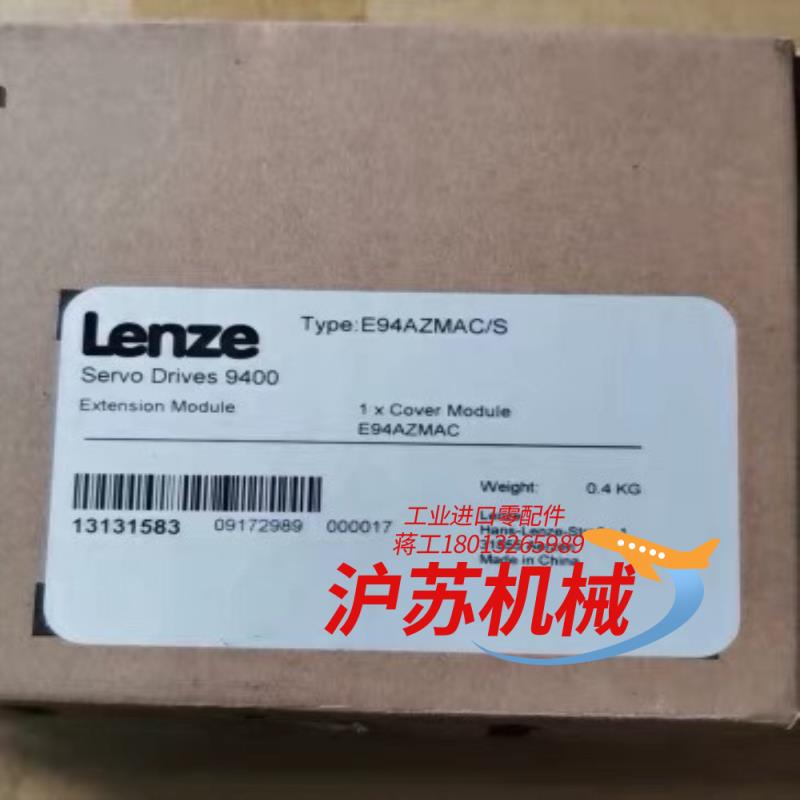 Lenze
Type:E94AZMAC/S
Servo Drives 9400
Extension Module
1 x Cover Module
E94AZMAC
Weight: 0.4 KG
13131583 09172989 000017
Hans-Lenze-
Made in China
工业进口零配件
蒋工18013265989
沪苏机械